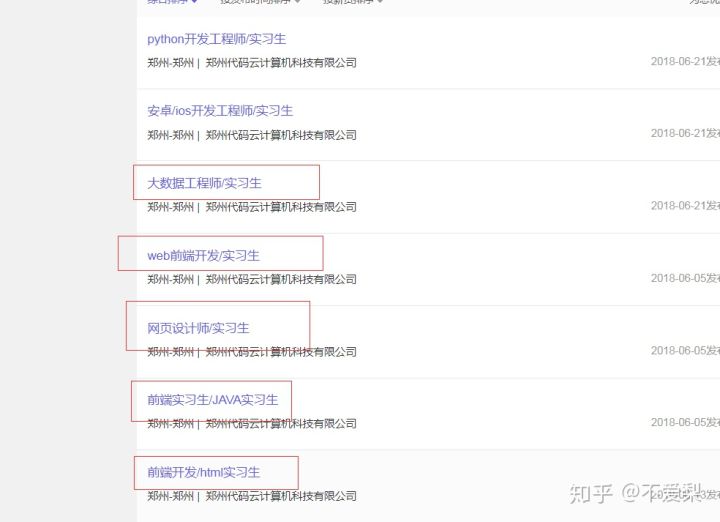 python开发工程师/实习生
郑州-郑州 | 郑州代码云计算机科技有限公司
2018-06-21发布
安卓/ios开发工程师/实习生
郑州-郑州 | 郑州代码云计算机科技有限公司
2018-06-21发布
大数据工程师/实习生
郑州-郑州 | 郑州代码云计算机科技有限公司
2018-06-21发布
web前端开发/实习生
郑州-郑州 | 郑州代码云计算机科技有限公司
2018-06-05发布
网页设计师/实习生
郑州-郑州 | 郑州代码云计算机科技有限公司
2018-06-05发布
前端实习生/JAVA实习生
郑州-郑州 | 郑州代码云计算机科技有限公司
2018-06-05发布
前端开发/html实习生
郑州-郑州 | 郑州代码云计算机科技有限公司
知乎 @不爱梨